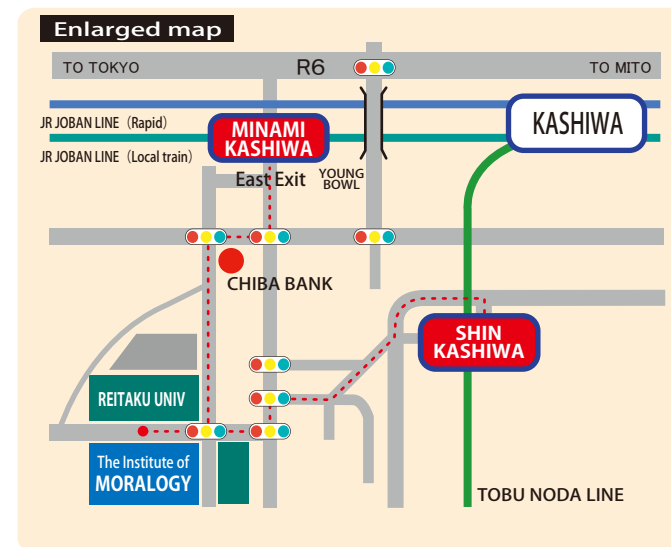 Enlarged map
TO TOKYO
R6
TO MITO
JR JOBAN LINE (Rapid)
JR JOBAN LINE (Local train)
MINAMI
KASHIWA
KASHIWA
East Exit
YOUNG
BOWL
CHIBA BANK
SHIN
KASHIWA
REITAKU UNIV
The Institute of
MORALOGY
TOBU NODA LINE